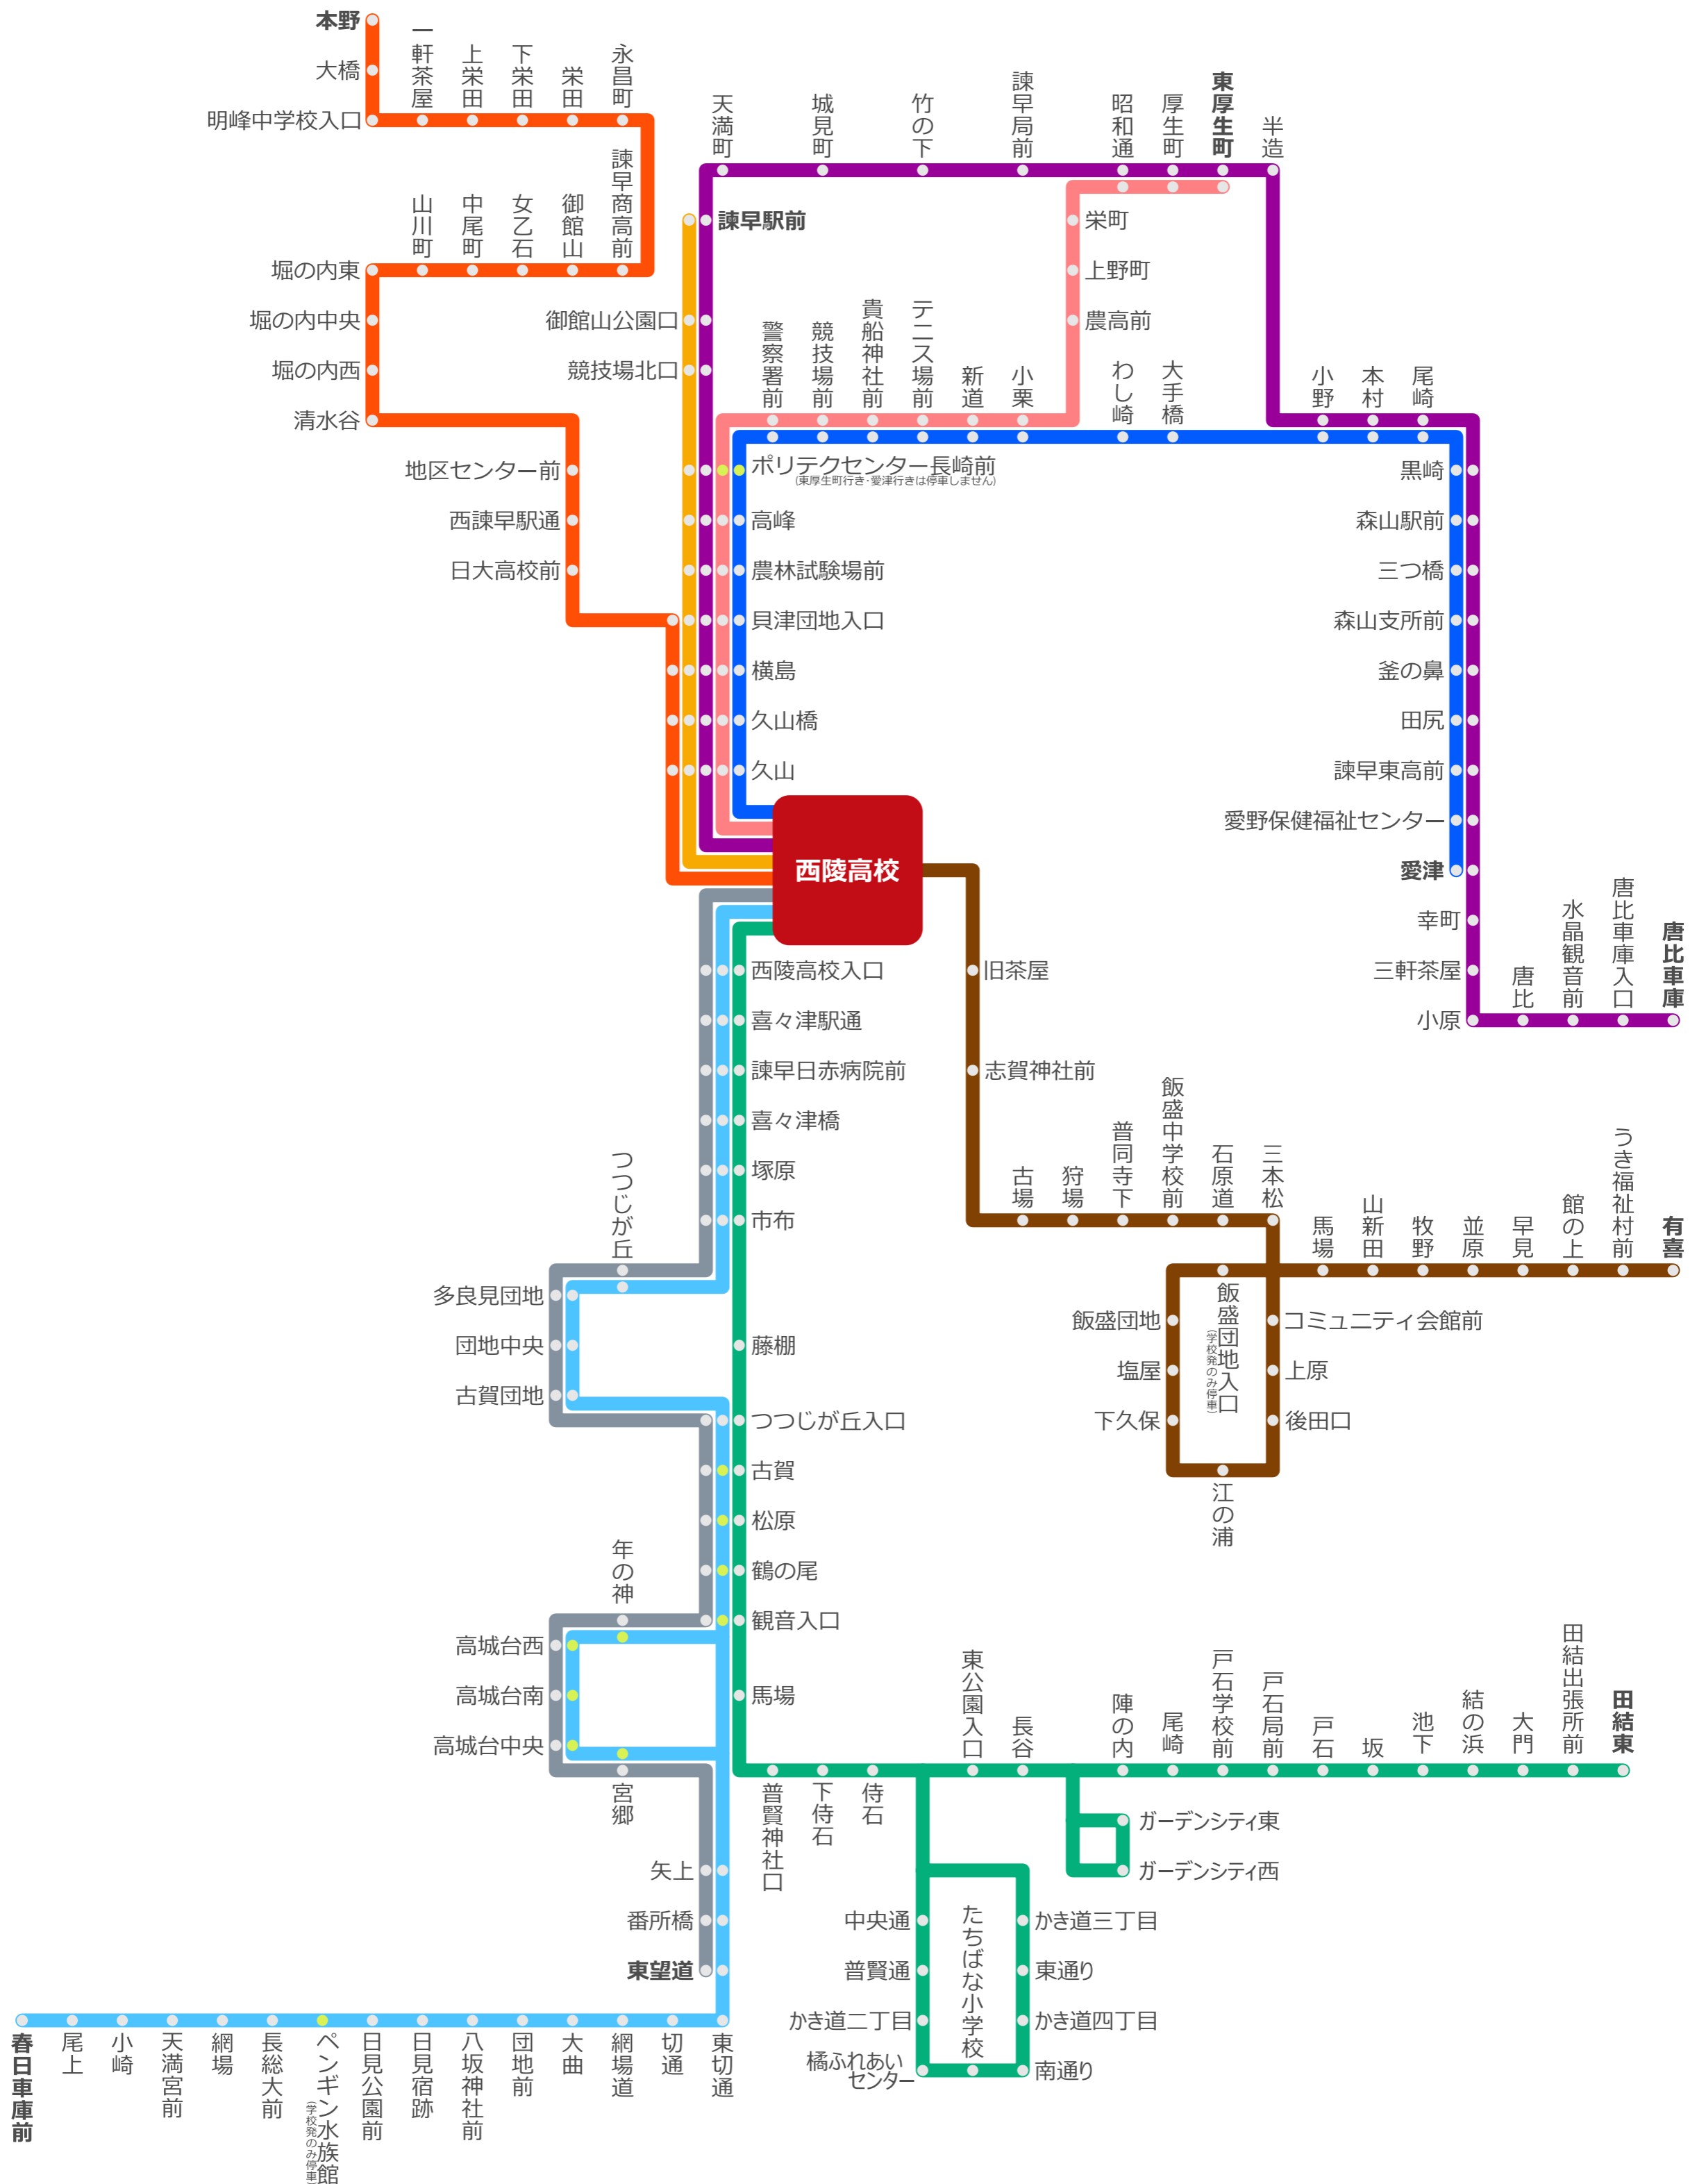 本野
大橋
明峰中学校入口
一軒茶屋
上栄田
下栄田
栄田
永昌町
諫早商高前
御館山
女乙石
中尾町
山川町
堀の内東
堀の内中央
堀の内西
清水谷
地区センター前
西諫早駅通
日大高校前
天満町
城見町
竹の下
諫早局前
昭和通
厚生町
東厚生町
半造
諫早駅前
御館山公園口
競技場北口
栄町
上野町
農高前
警察署前
競技場前
貴船神社前
テニス場前
新道
小栗
わし崎
大手橋
小野
本村
尾崎
ポリテクセンター長崎前
(東厚生町行き・愛津行きは停車しません)
高峰
農林試験場前
貝津団地入口
横島
久山橋
久山
黒崎
森山駅前
三つ橋
森山支所前
釜の鼻
田尻
諫早東高前
愛野保健福祉センター
愛津
幸町
三軒茶屋
小原
唐比
水晶観音前
唐比車庫入口
唐比車庫
西陵高校
西陵高校入口
喜々津駅通
諫早日赤病院前
喜々津橋
塚原
市布
旧茶屋
志賀神社前
古場
狩場
普同寺下
飯盛中学校前
石原道
三本松
馬場
山新田
牧野
並原
早見
館の上
うき福祉村前
有喜
コミュニティ会館前
上原
後田口
江の浦
下久保
塩屋
飯盛団地
飯盛団地入口
(学校発のみ停車)
つつじが丘
多良見団地
団地中央
古賀団地
藤棚
つつじが丘入口
古賀
松原
鶴の尾
観音入口
年の神
高城台西
高城台南
高城台中央
宮郷
馬場
矢上
番所橋
東望道
普賢神社口
下侍石
侍石
東公園入口
長谷
陣の内
尾崎
戸石学校前
戸石局前
戸石
坂
池下
結の浜
大門
田結出張所前
田結東
ガーデンシティ東
ガーデンシティ西
中央通
普賢通
かき道二丁目
橘ふれあい
センター
たちばな小学校
かき道三丁目
東通り
かき道四丁目
南通り
春日車庫前
尾上
小崎
天満宮前
網場
長総大前
ペンギン水族館
(学校発のみ停車)
日見公園前
日見宿跡
八坂神社前
団地前
大曲
網場道
切通
東切通